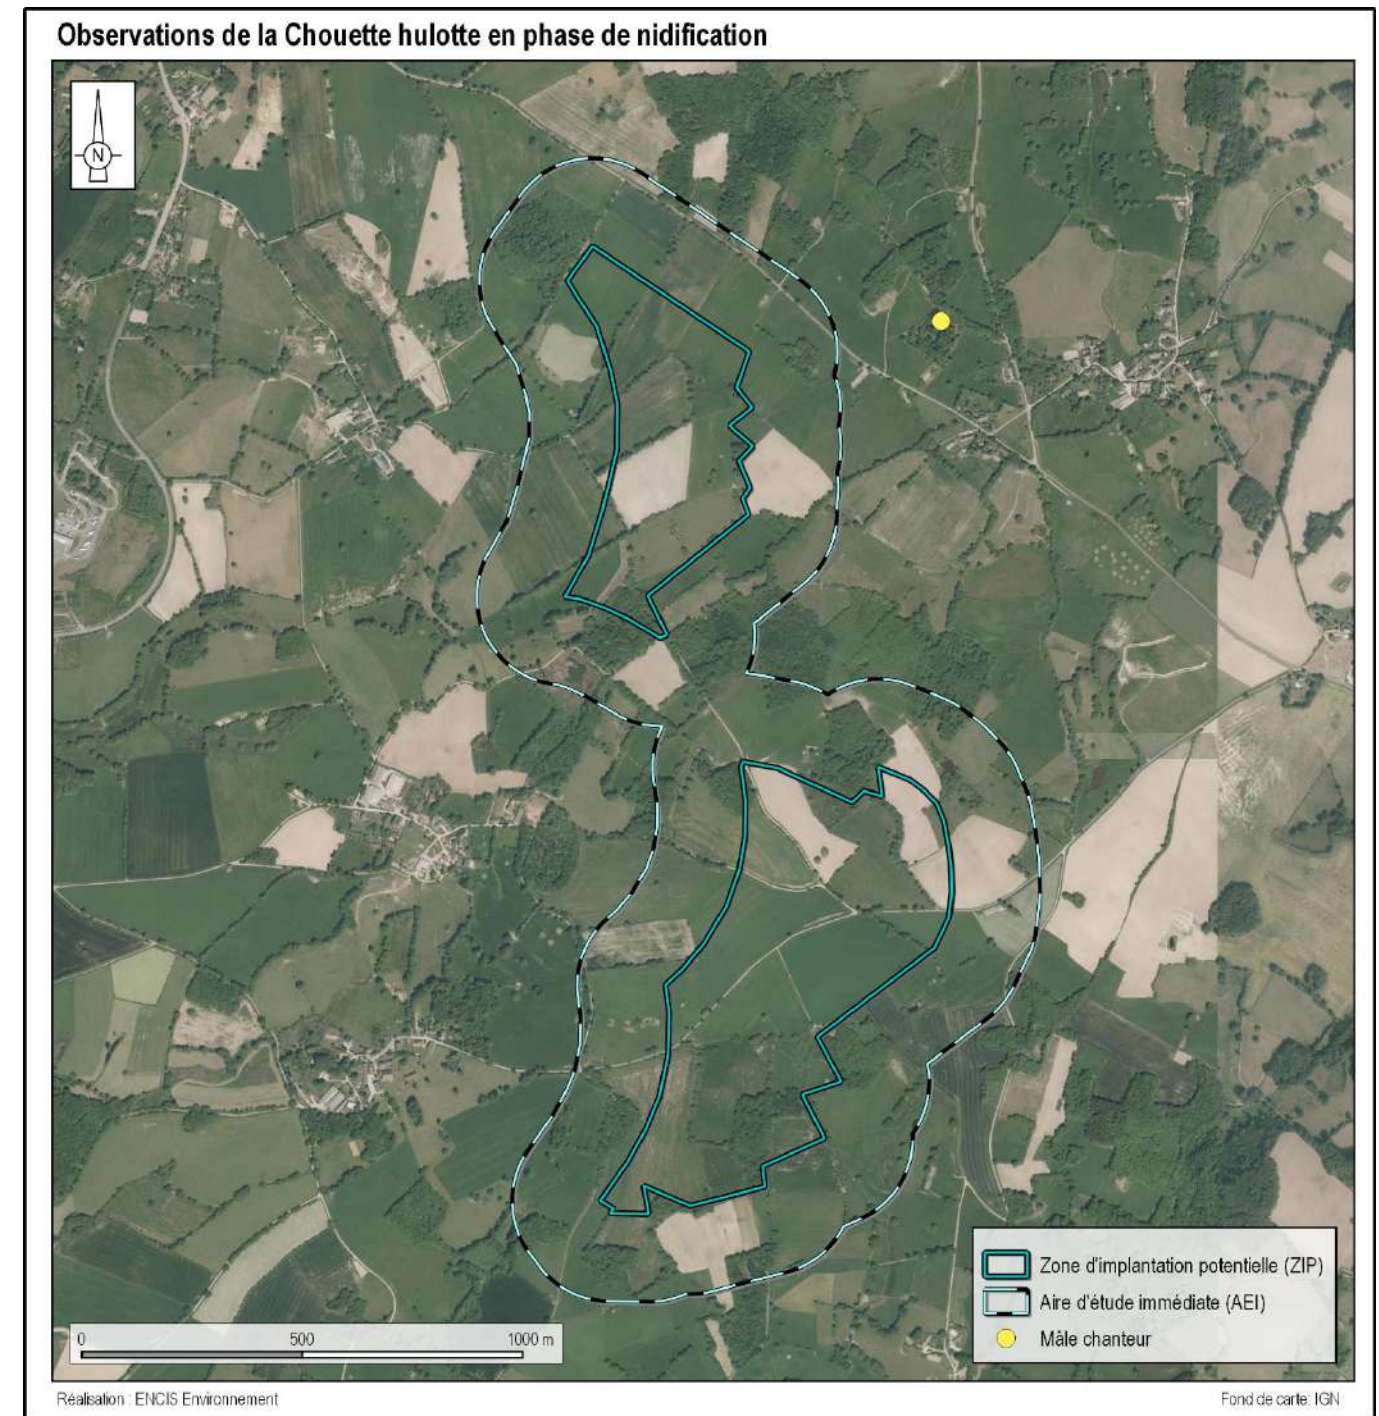 Observations de la Chouette hulotte en phase de nidification
N
Zone d'implantation potentielle (ZIP)
Aire d'étude immédiate (AEI)
Mâle chanteur
0 500 1000 m
Réalisation : ENCIS Environnement
Fond de carte: IGN